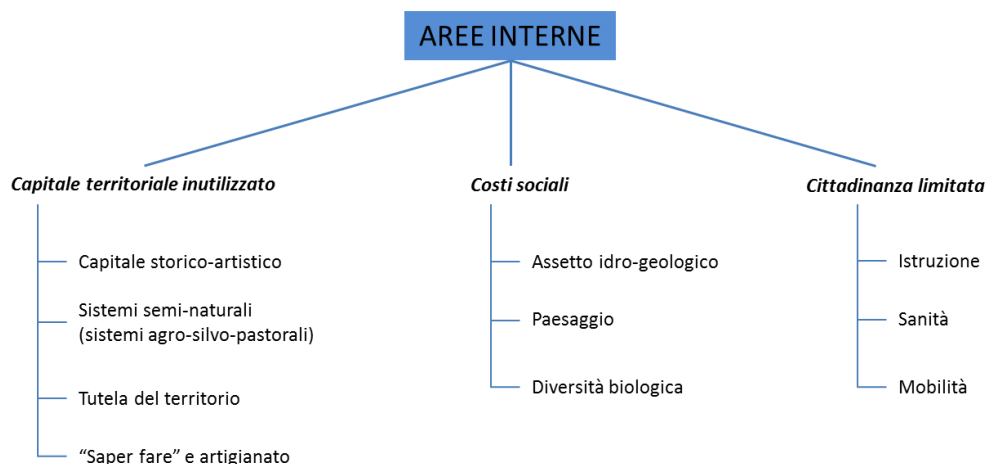 AREE INTERNE
Capitale territoriale inutilizzato
Capitale storico-artistico
Sistemi semi-naturali
(sistemi agro-silvo-pastorali)
Tutela del territorio
“Saper fare” e artigianato
Costi sociali
Assetto idro-geologico
Paesaggio
Diversità biologica
Cittadinanza limitata
Istruzione
Sanità
Mobilità